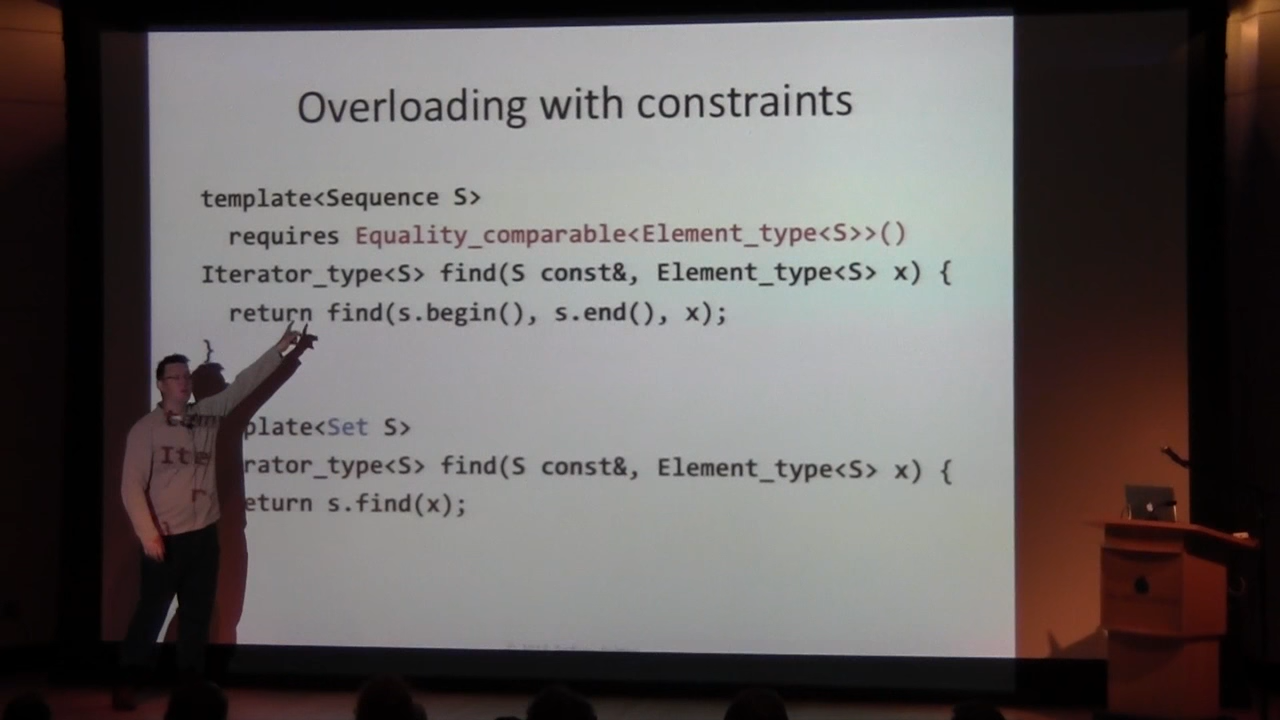 Overloading with constraints
template<Sequence S>
requires Equality_comparable<Element_type<S>>()
Iterator_type<S> find(S const&, Element_type<S> x) {
return find(s.begin(), s.end(), x);
}
plate<Set S>
rator_type<S> find(S const&, Element_type<S> x) {
eturn s.find(x);